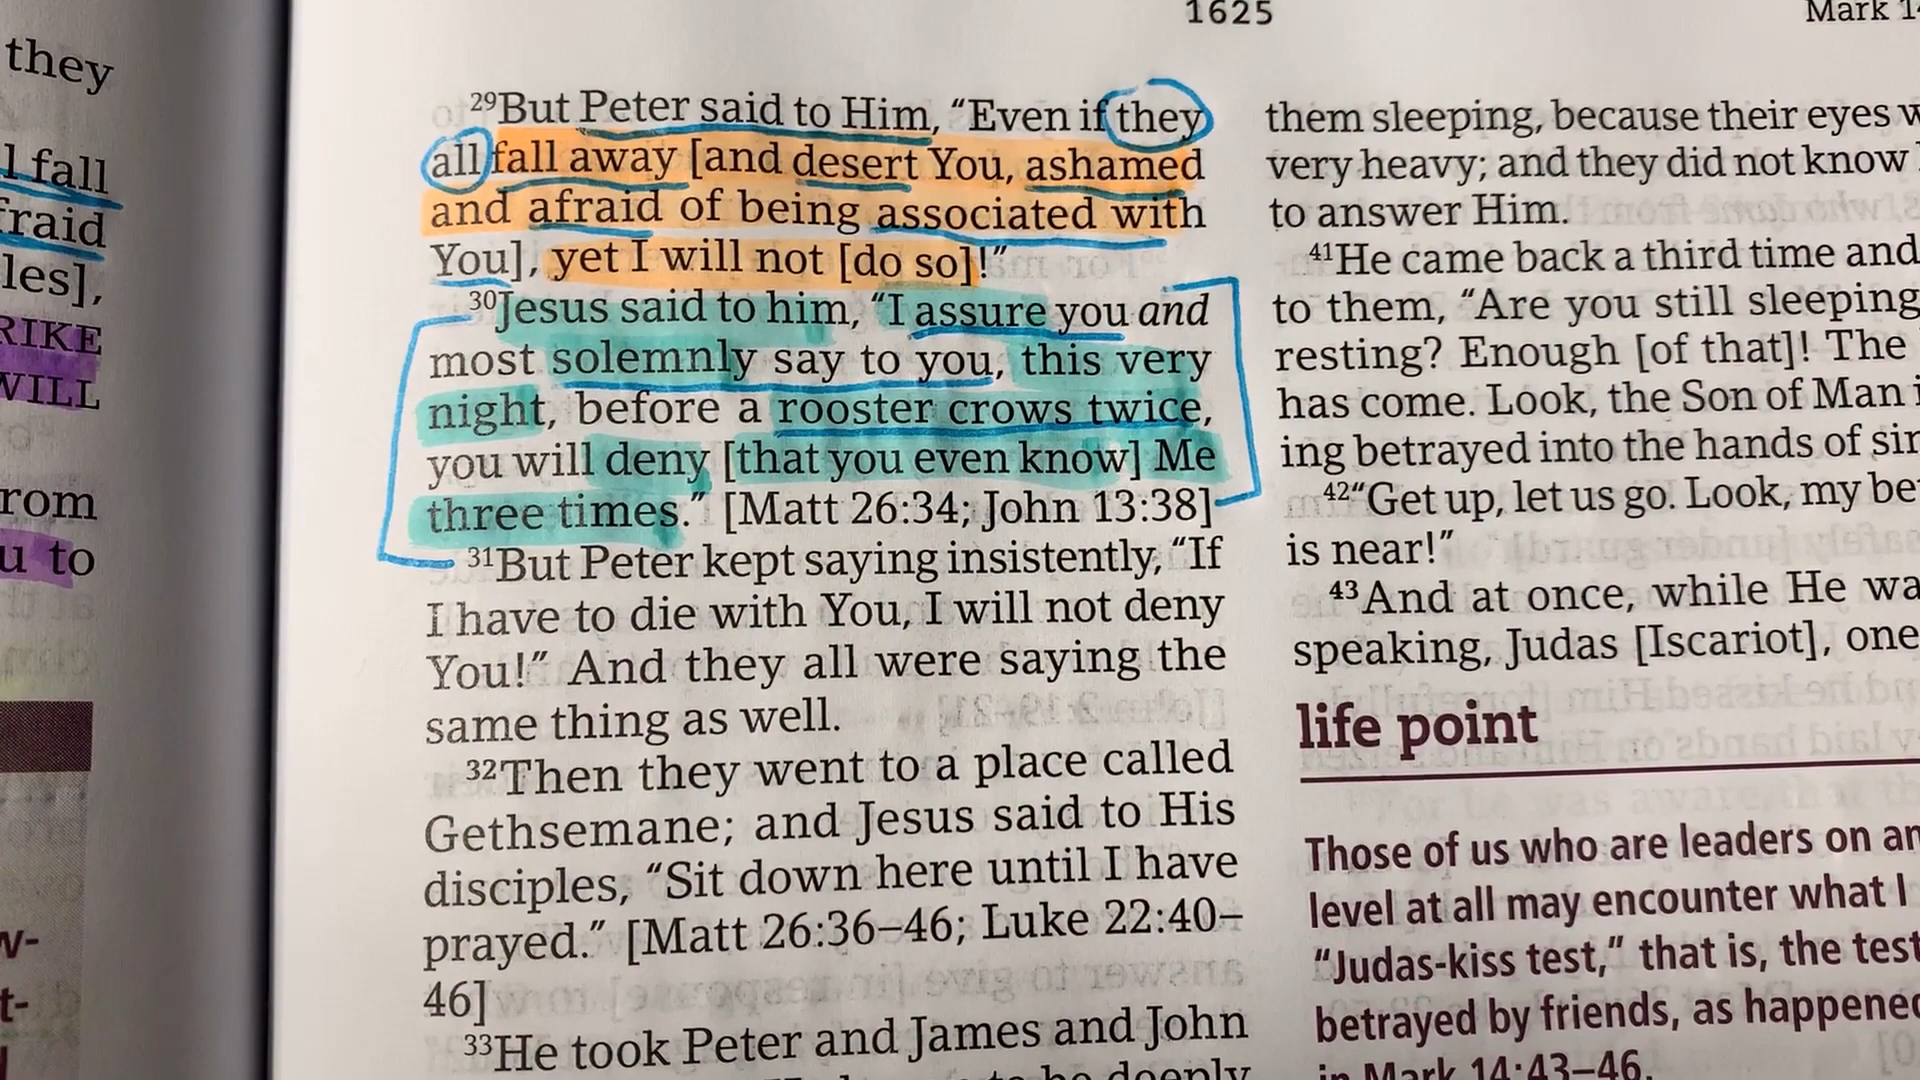 they
l fall
fraid
les],
RIKE
WILL
rom
u to
w-
t-
1625
Mark 14
²⁹But Peter said to Him, “Even if they
all fall away [and desert You, ashamed
and afraid of being associated with
You], yet I will not [do so]!”
³⁰Jesus said to him, “I assure you and
most solemnly say to you, this very
night, before a rooster crows twice,
you will deny [that you even know] Me
three times.” [Matt 26:34; John 13:38]
³¹But Peter kept saying insistently, “If
I have to die with You, I will not deny
You!” And they all were saying the
same thing as well.
³²Then they went to a place called
Gethsemane; and Jesus said to His
disciples, “Sit down here until I have
prayed.” [Matt 26:36–46; Luke 22:40–
46]
³³He took Peter and James and John
to be deeply
them sleeping, because their eyes w
very heavy; and they did not know
to answer Him.
⁴¹He came back a third time and
to them, “Are you still sleeping
resting? Enough [of that]! The
has come. Look, the Son of Man i
ing betrayed into the hands of sin
⁴²“Get up, let us go. Look, my be
is near!”
⁴³And at once, while He wa
speaking, Judas [Iscariot], one
life point
Those of us who are leaders on an
level at all may encounter what I
“Judas-kiss test,” that is, the test
betrayed by friends, as happened
in Mark 14:43–46.